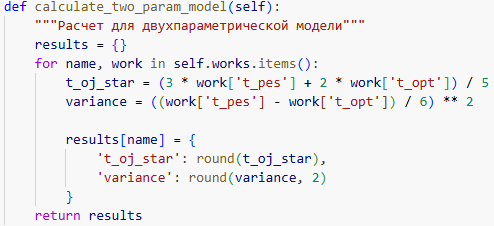 def calculate_two_param_model(self):
    """Расчет для двухпараметрической модели"""
    results = {}
    for name, work in self.works.items():
        t_oj_star = (3 * work['t_pes'] + 2 * work['t_opt']) / 5
        variance = ((work['t_pes'] - work['t_opt']) / 6) ** 2

        results[name] = {
            't_oj_star': round(t_oj_star),
            'variance': round(variance, 2)
        }
    return results